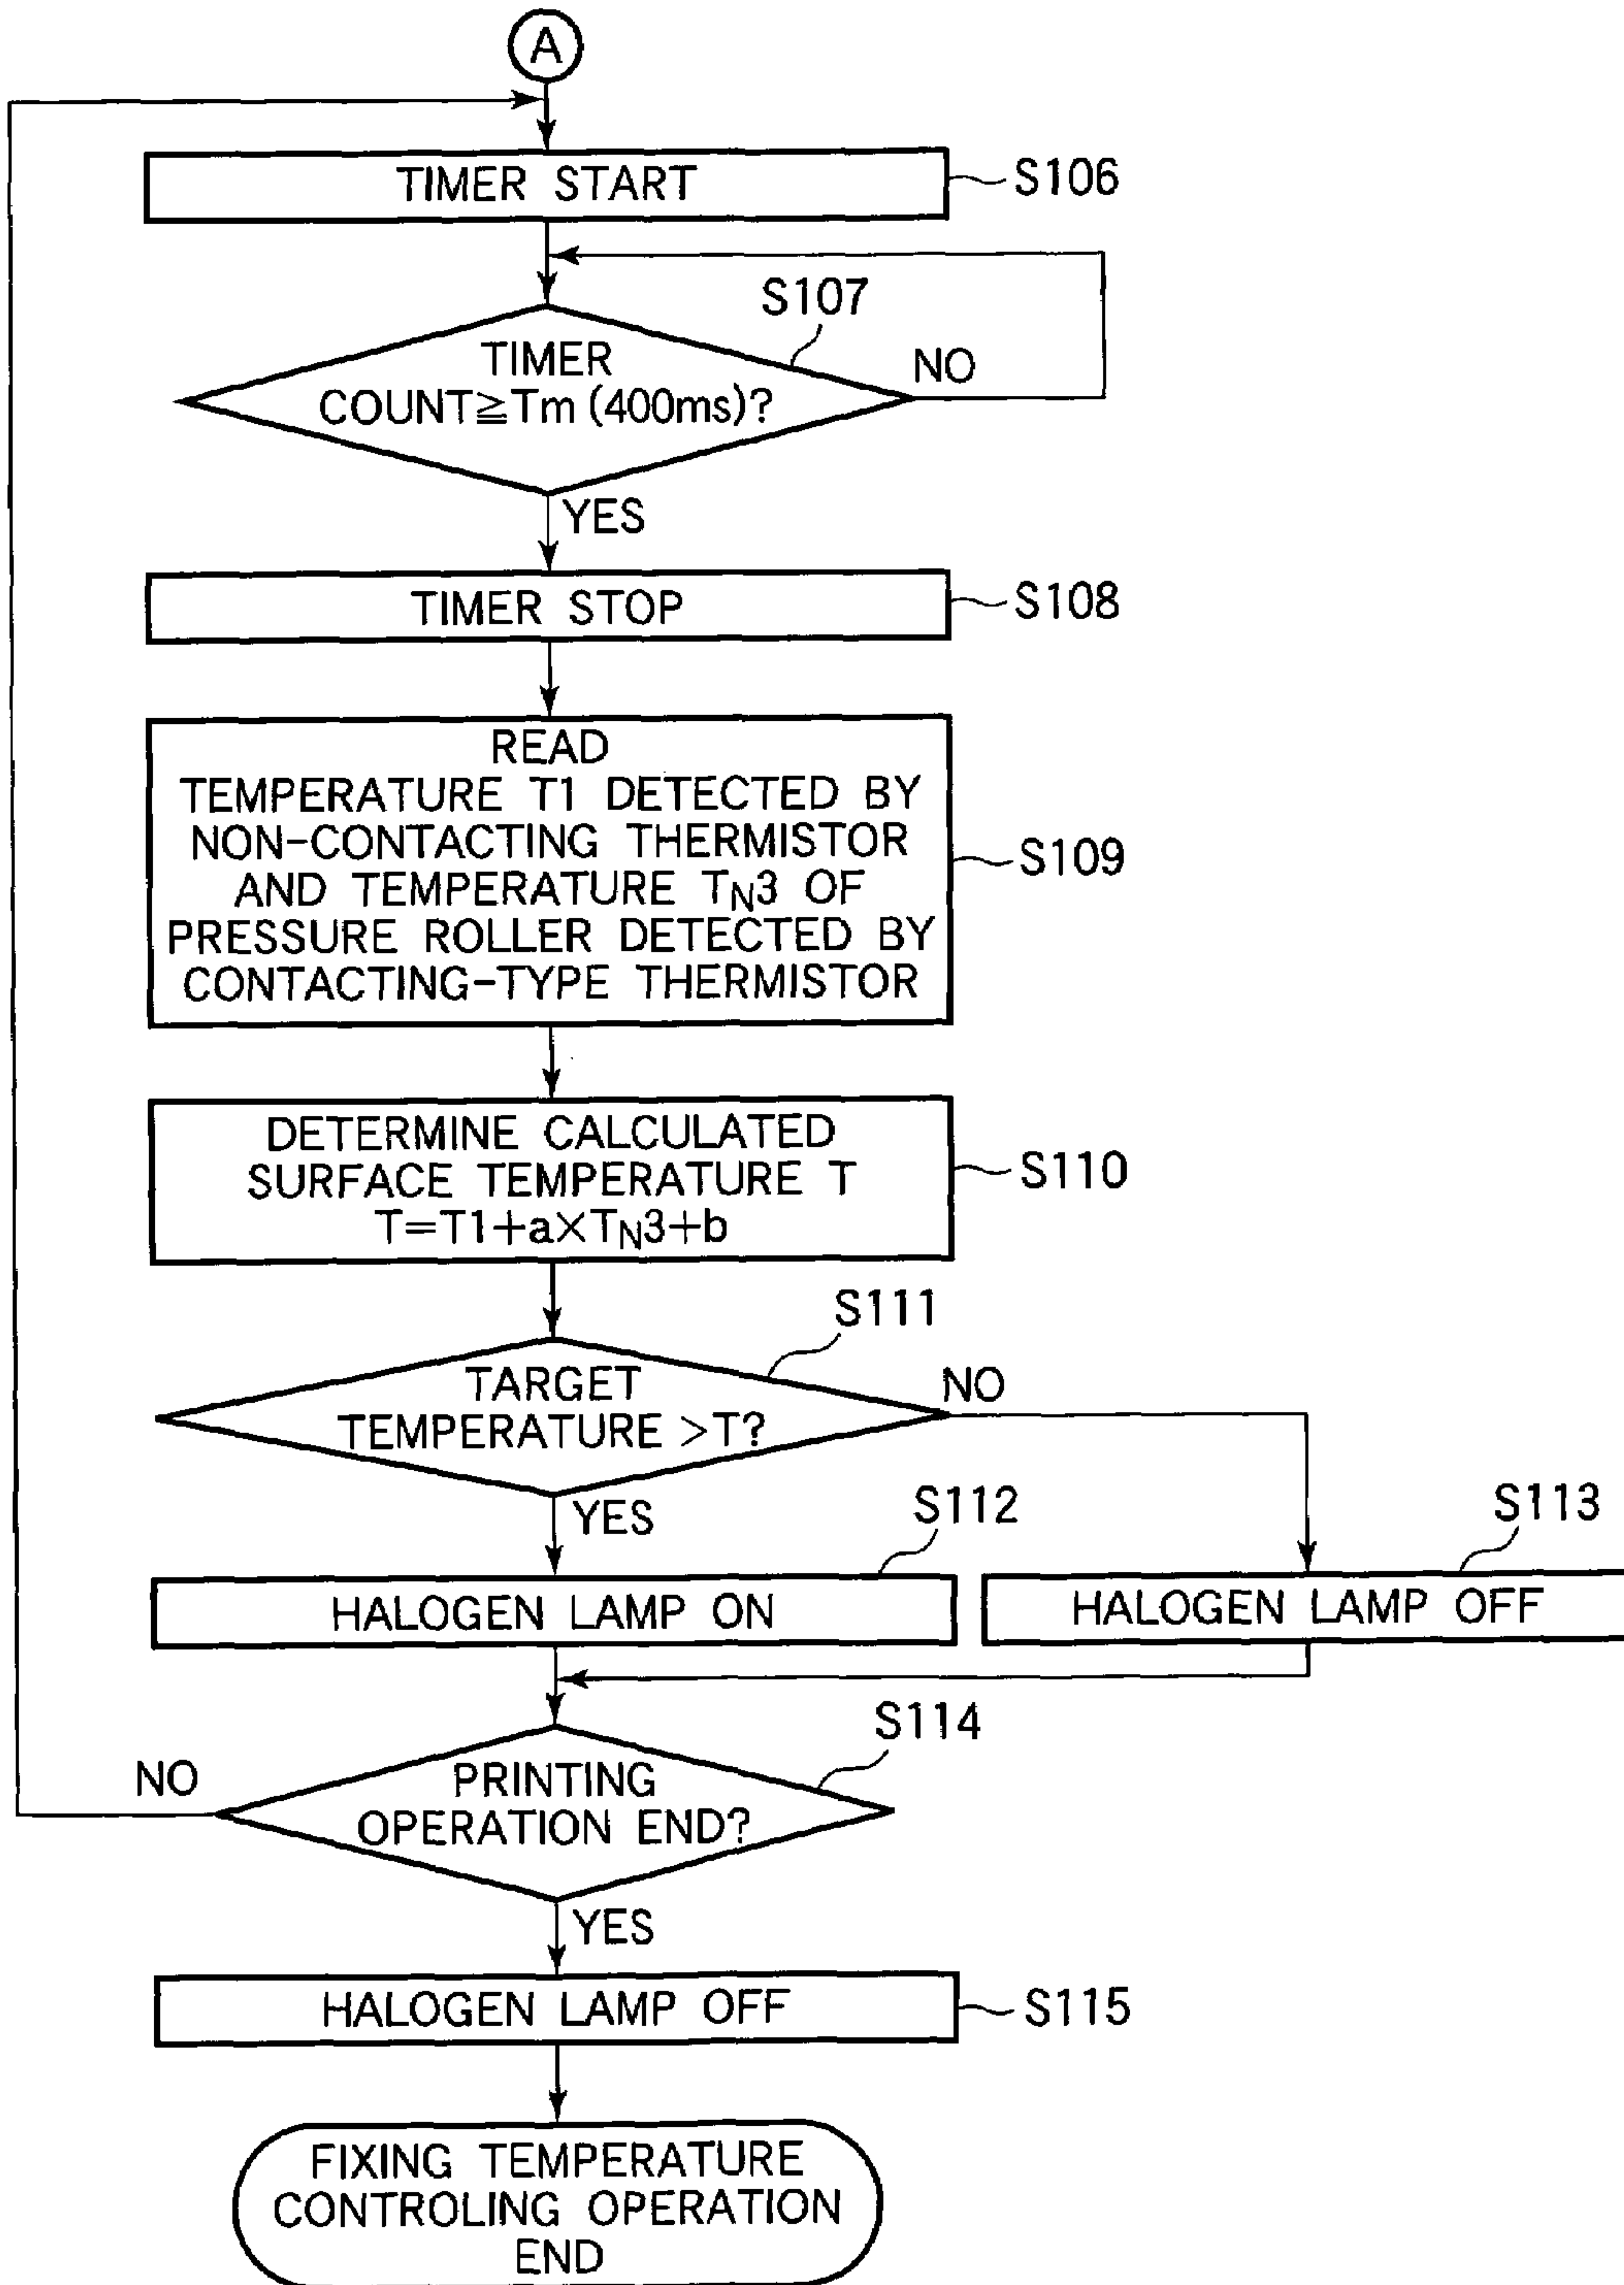 A
TIMER START
S106
S107
TIMER
COUNT≧Tm (400ms)?
NO
YES
TIMER STOP
S108
READ
TEMPERATURE T1 DETECTED BY
NON-CONTACTING THERMISTOR
AND TEMPERATURE TN3 OF
PRESSURE ROLLER DETECTED BY
CONTACTING-TYPE THERMISTOR
S109
DETERMINE CALCULATED
SURFACE TEMPERATURE T
T=T1+a×TN3+b
S110
S111
TARGET
TEMPERATURE >T?
NO
YES
S112
S113
HALOGEN LAMP ON
HALOGEN LAMP OFF
S114
NO
PRINTING
OPERATION END?
YES
HALOGEN LAMP OFF
S115
FIXING TEMPERATURE
CONTROLING OPERATION
END